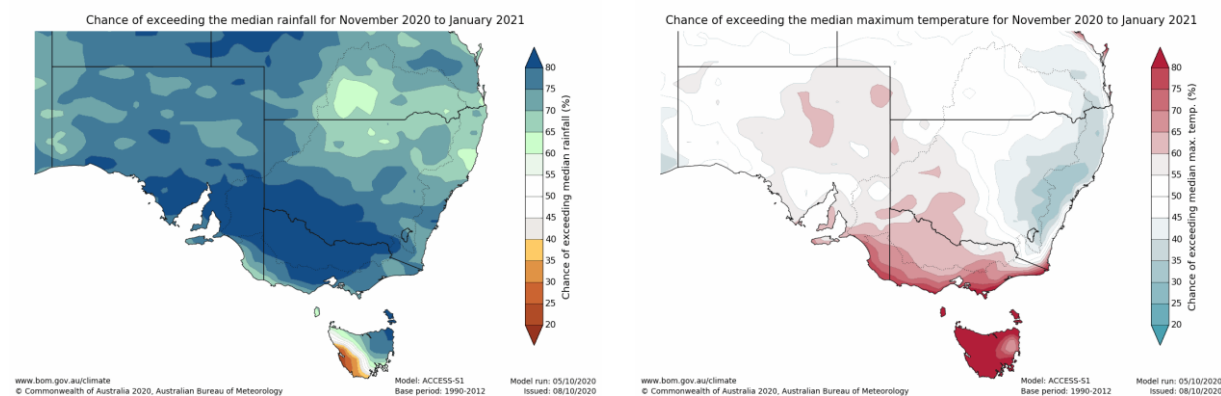 Chance of exceeding the median rainfall for November 2020 to January 2021
80
75
70
65
60
55
50
45
40
35
30
25
20
Chance of exceeding median rainfall (%)
www.bom.gov.au/climate
© Commonwealth of Australia 2020, Australian Bureau of Meteorology
Model: ACCESS-S1
Base period: 1990-2012
Model run: 05/10/2020
Issued: 08/10/2020
Chance of exceeding the median maximum temperature for November 2020 to January 2021
80
75
70
65
60
55
50
45
40
35
30
25
20
Chance of exceeding median max. temp. (%)
www.bom.gov.au/climate
© Commonwealth of Australia 2020, Australian Bureau of Meteorology
Model: ACCESS-S1
Base period: 1990-2012
Model run: 05/10/2020
Issued: 08/10/2020